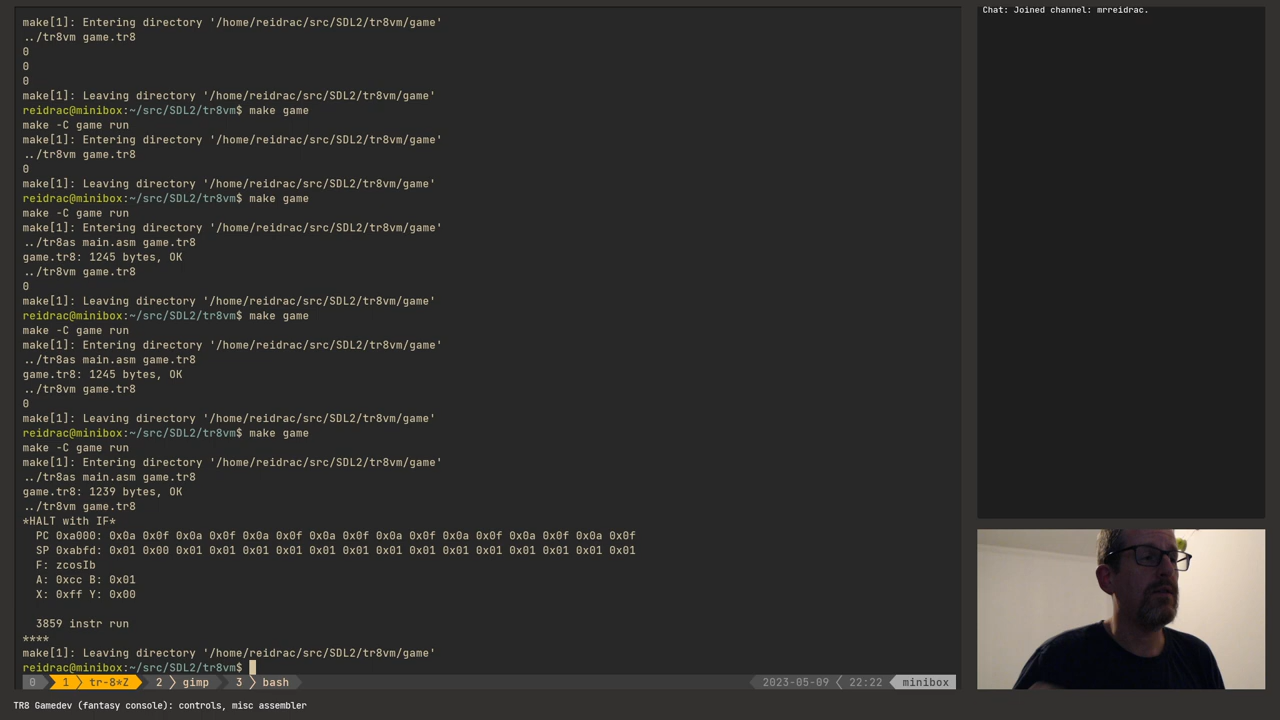 make[1]: Entering directory '/home/reidrac/src/SDL2/tr8vm/game'
../tr8vm game.tr8
0
0
0
make[1]: Leaving directory '/home/reidrac/src/SDL2/tr8vm/game'
reidrac@minibox:~/src/SDL2/tr8vm$ make game
make -C game run
make[1]: Entering directory '/home/reidrac/src/SDL2/tr8vm/game'
../tr8vm game.tr8
0
make[1]: Leaving directory '/home/reidrac/src/SDL2/tr8vm/game'
reidrac@minibox:~/src/SDL2/tr8vm$ make game
make -C game run
make[1]: Entering directory '/home/reidrac/src/SDL2/tr8vm/game'
../tr8as main.asm game.tr8
game.tr8: 1245 bytes, OK
../tr8vm game.tr8
0
make[1]: Leaving directory '/home/reidrac/src/SDL2/tr8vm/game'
reidrac@minibox:~/src/SDL2/tr8vm$ make game
make -C game run
make[1]: Entering directory '/home/reidrac/src/SDL2/tr8vm/game'
../tr8as main.asm game.tr8
game.tr8: 1245 bytes, OK
../tr8vm game.tr8
0
make[1]: Leaving directory '/home/reidrac/src/SDL2/tr8vm/game'
reidrac@minibox:~/src/SDL2/tr8vm$ make game
make -C game run
make[1]: Entering directory '/home/reidrac/src/SDL2/tr8vm/game'
../tr8as main.asm game.tr8
game.tr8: 1239 bytes, OK
../tr8vm game.tr8
*HALT with IF*
PC 0xa000: 0x0a 0x0f 0x0a 0x0f 0x0a 0x0f 0x0a 0x0f 0x0a 0x0f 0x0a 0x0f 0x0a 0x0f 0x0a 0x0f
SP 0xabfd: 0x01 0x00 0x01 0x01 0x01 0x01 0x01 0x01 0x01 0x01 0x01 0x01 0x01 0x01 0x01 0x01
F: zcosIb
A: 0xcc B: 0x01
X: 0xff Y: 0x00
3859 instr run
****
make[1]: Leaving directory '/home/reidrac/src/SDL2/tr8vm/game'
reidrac@minibox:~/src/SDL2/tr8vm$
0 1 tr-8*Z 2 gimp 3 bash 2023-05-09 22:22 minibox
Chat: Joined channel: mrreidrac.
TR8 Gamedev (fantasy console): controls, misc assembler